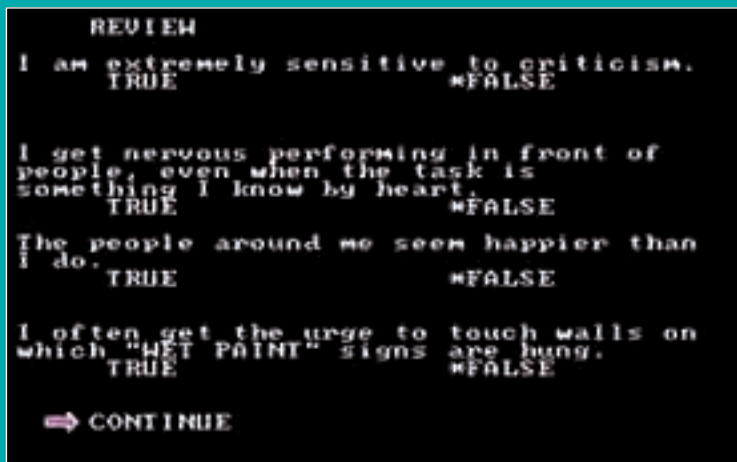 REVIEW
I am extremely sensitive to criticism.
TRUE *FALSE
I get nervous performing in front of
people, even when the task is
something I know by heart.
TRUE *FALSE
The people around me seem happier than
I do.
TRUE *FALSE
I often get the urge to touch walls on
which "WET PAINT" signs are hung.
TRUE *FALSE
CONTINUE